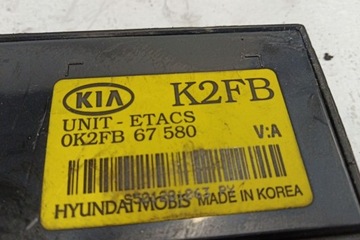 KIA K2FB
UNIT - ETACS
0K2FB 67 580 V:A
HYUNDAI MOBIS MADE IN KOREA